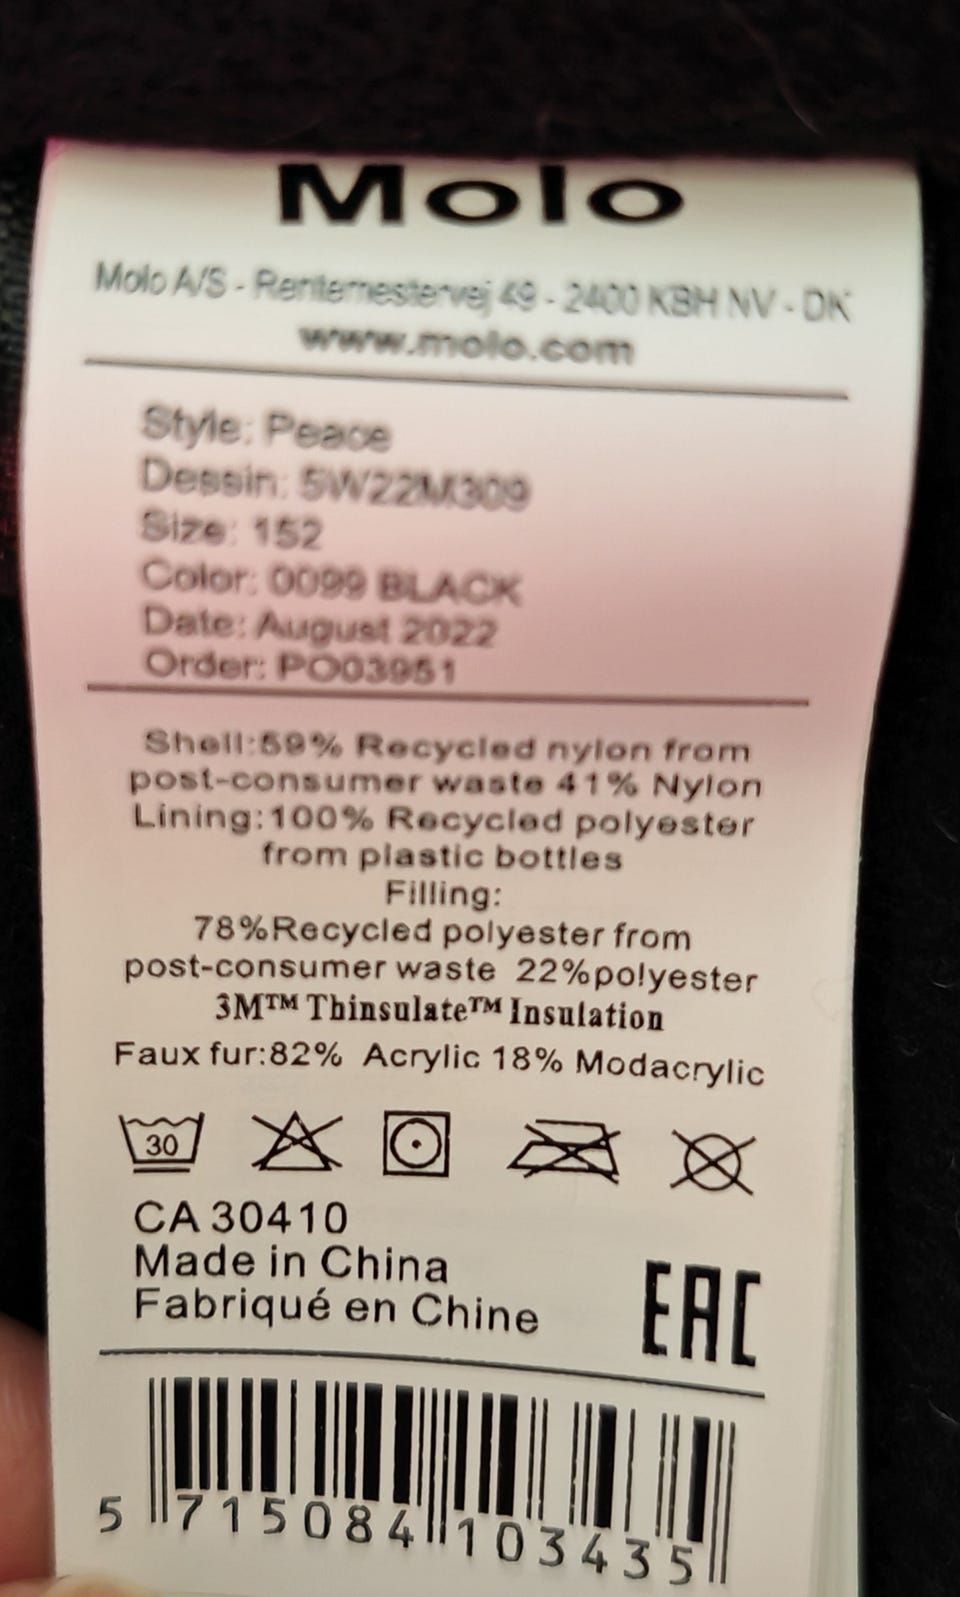 Molo
Molo A/S - Rentemestervej 49 - 2400 KBH NV - DK
www.molo.com
Style: Peace
Dessin: 5W22M309
Size: 152
Color: 0099 BLACK
Date: August 2022
Order: PO03951
Shell:59% Recycled nylon from
post-consumer waste 41% Nylon
Lining:100% Recycled polyester
from plastic bottles
Filling:
78%Recycled polyester from
post-consumer waste 22%polyester
3M™ Thinsulate™ Insulation
Faux fur:82% Acrylic 18% Modacrylic
30
CA 30410
Made in China
Fabriqué en Chine
EAC
5 715084 103435